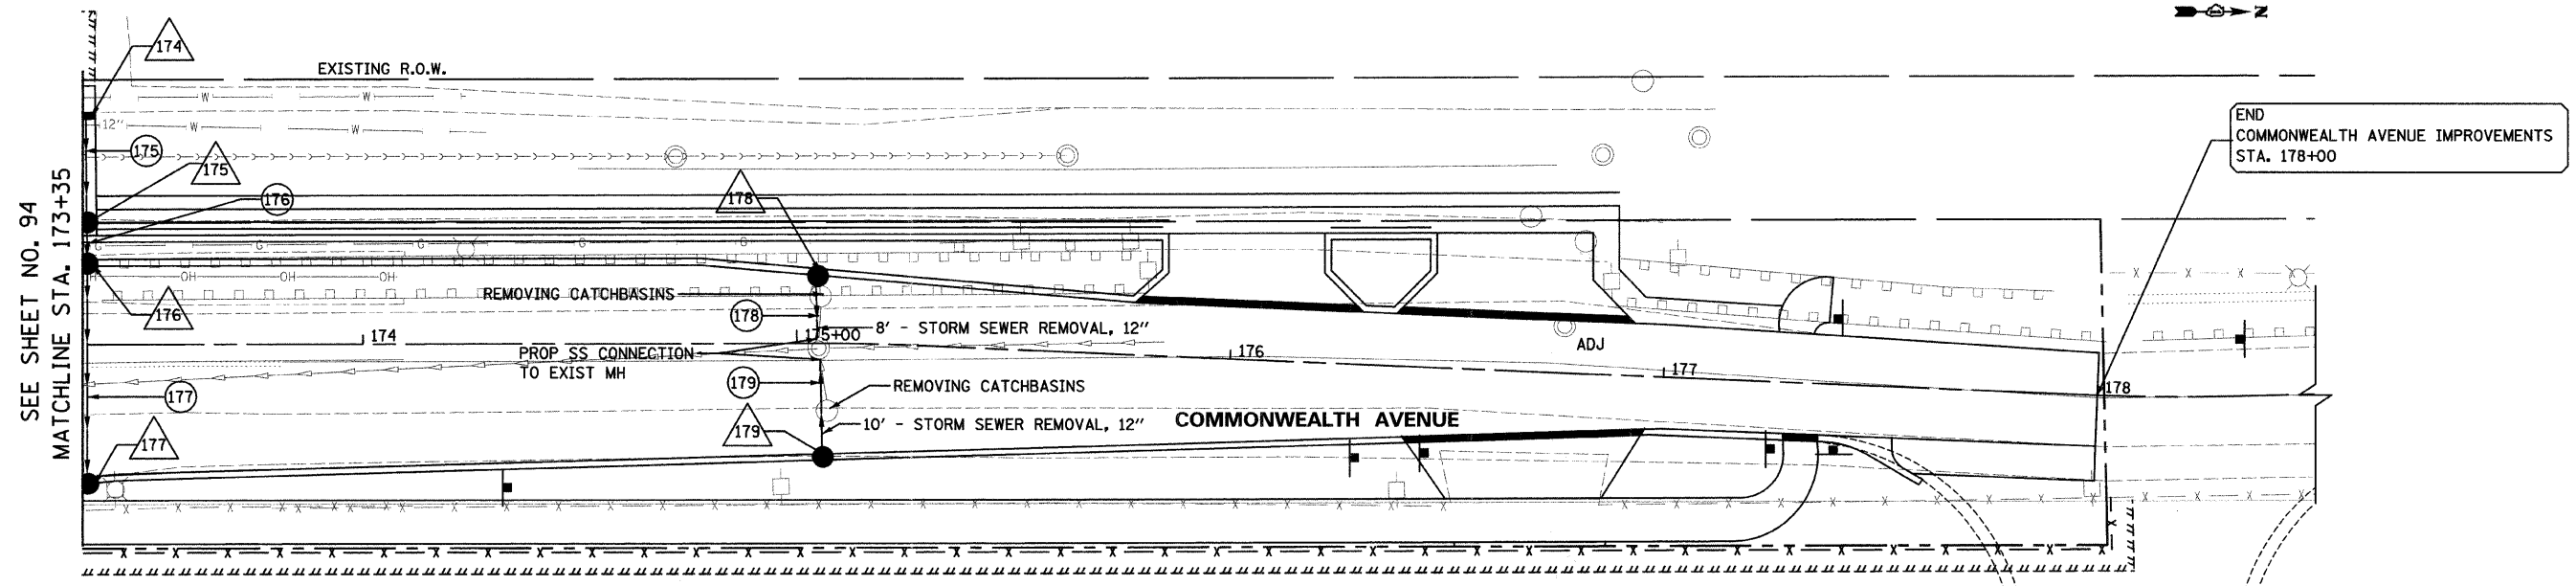 N
174
EXISTING R.O.W.
W
W
12"
W
W
END
COMMONWEALTH AVENUE IMPROVEMENTS
STA. 178+00
175
175
176
178
SEE SHEET NO. 94
MATCHLINE STA. 173+35
G
G
G
G
G
OH
OH
OH
REMOVING CATCHBASINS
176
178
8' - STORM SEWER REMOVAL, 12"
174
175+00
PROP SS CONNECTION
TO EXIST MH
176
ADJ
177
178
179
177
REMOVING CATCHBASINS
10' - STORM SEWER REMOVAL, 12"
COMMONWEALTH AVENUE
179
177